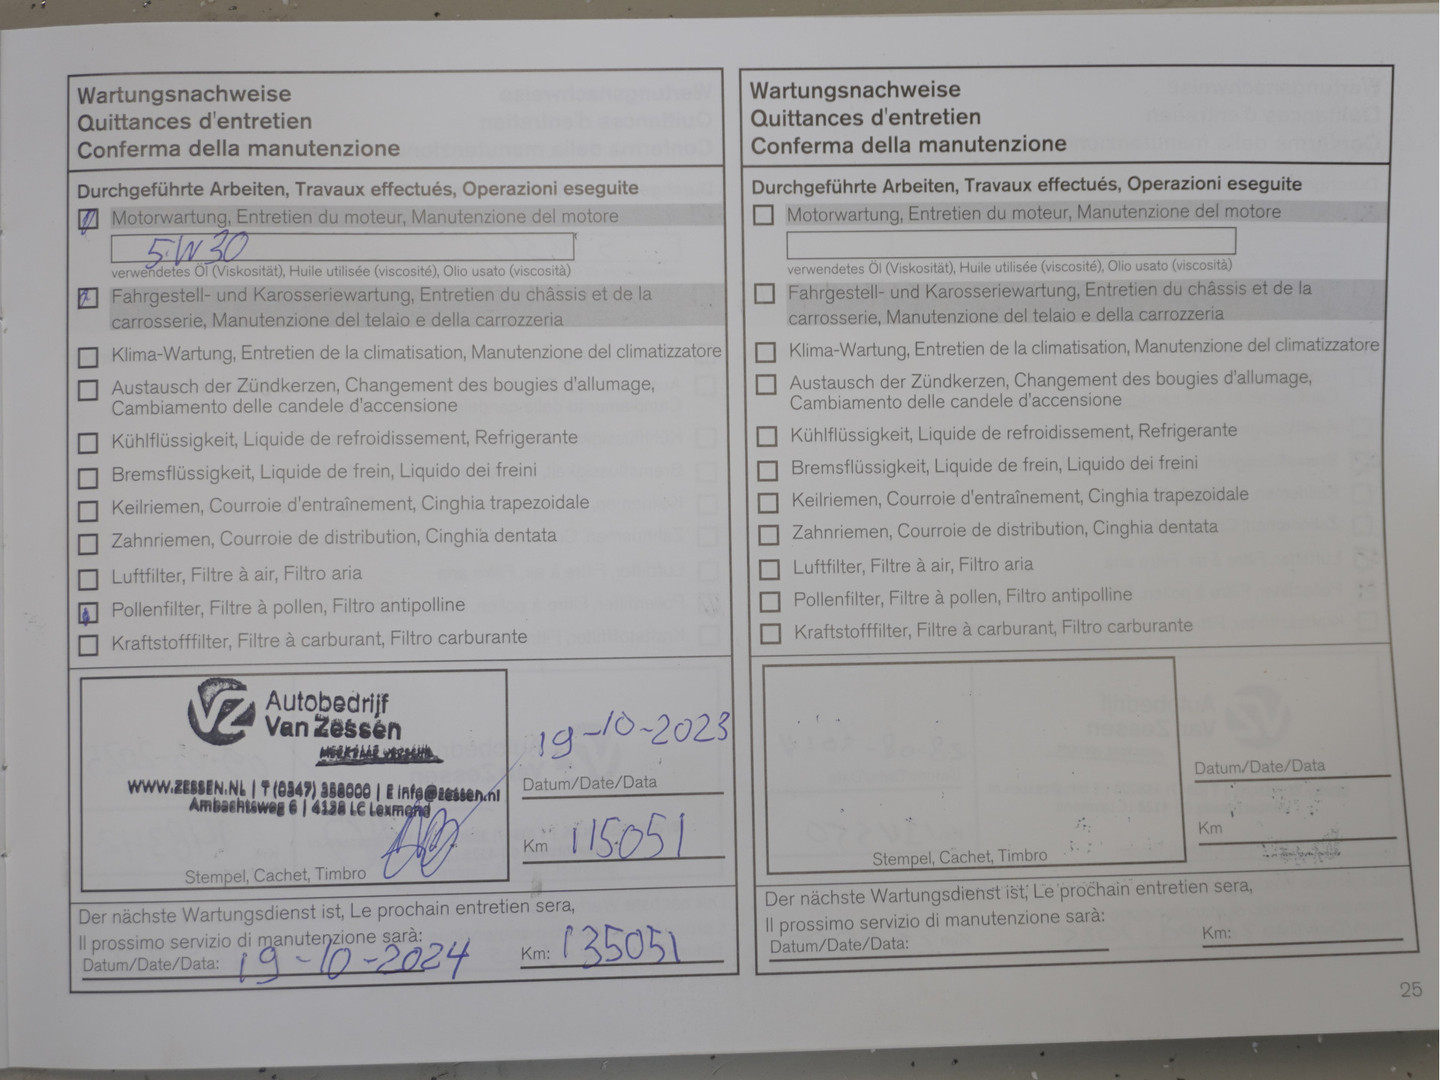 Wartungsnachweise
Quittances d'entretien
Conferma della manutenzione
Durchgeführte Arbeiten, Travaux effectués, Operazioni eseguite
Motorwartung, Entretien du moteur, Manutenzione del motore
5W30
verwendetes Öl (Viskosität), Huile utilisée (viscosité), Olio usato (viscosità)
Fahrgestell- und Karosseriewartung, Entretien du châssis et de la
carrosserie, Manutenzione del telaio e della carrozzeria
Klima-Wartung, Entretien de la climatisation, Manutenzione del climatizzatore
Austausch der Zündkerzen, Changement des bougies d'allumage,
Cambiamento delle candele d'accensione
Kühlflüssigkeit, Liquide de refroidissement, Refrigerante
Bremsflüssigkeit, Liquide de frein, Liquido dei freini
Keilriemen, Courroie d'entraînement, Cinghia trapezoidale
Zahnriemen, Courroie de distribution, Cinghia dentata
Luftfilter, Filtre à air, Filtro aria
Pollenfilter, Filtre à pollen, Filtro antipolline
Kraftstofffilter, Filtre à carburant, Filtro carburante
VZ Autobedrijf
Van Zessen
WWW.ZESSEN.NL | T (0347) 358000 | E info@zessen.nl
Ambachtsweg 6 | 4128 LC Lexmond
Stempel, Cachet, Timbro
19-10-2023
Datum/Date/Data
Km 115051
Der nächste Wartungsdienst ist, Le prochain entretien sera,
Il prossimo servizio di manutenzione sarà:
Datum/Date/Data: 19-10-2024 Km: 135051
Wartungsnachweise
Quittances d'entretien
Conferma della manutenzione
Durchgeführte Arbeiten, Travaux effectués, Operazioni eseguite
Motorwartung, Entretien du moteur, Manutenzione del motore
verwendetes Öl (Viskosität), Huile utilisée (viscosité), Olio usato (viscosità)
Fahrgestell- und Karosseriewartung, Entretien du châssis et de la
carrosserie, Manutenzione del telaio e della carrozzeria
Klima-Wartung, Entretien de la climatisation, Manutenzione del climatizzatore
Austausch der Zündkerzen, Changement des bougies d'allumage,
Cambiamento delle candele d'accensione
Kühlflüssigkeit, Liquide de refroidissement, Refrigerante
Bremsflüssigkeit, Liquide de frein, Liquido dei freini
Keilriemen, Courroie d'entraînement, Cinghia trapezoidale
Zahnriemen, Courroie de distribution, Cinghia dentata
Luftfilter, Filtre à air, Filtro aria
Pollenfilter, Filtre à pollen, Filtro antipolline
Kraftstofffilter, Filtre à carburant, Filtro carburante
Stempel, Cachet, Timbro
Datum/Date/Data
Km
Der nächste Wartungsdienst ist, Le prochain entretien sera,
Il prossimo servizio di manutenzione sarà:
Datum/Date/Data: Km:
25